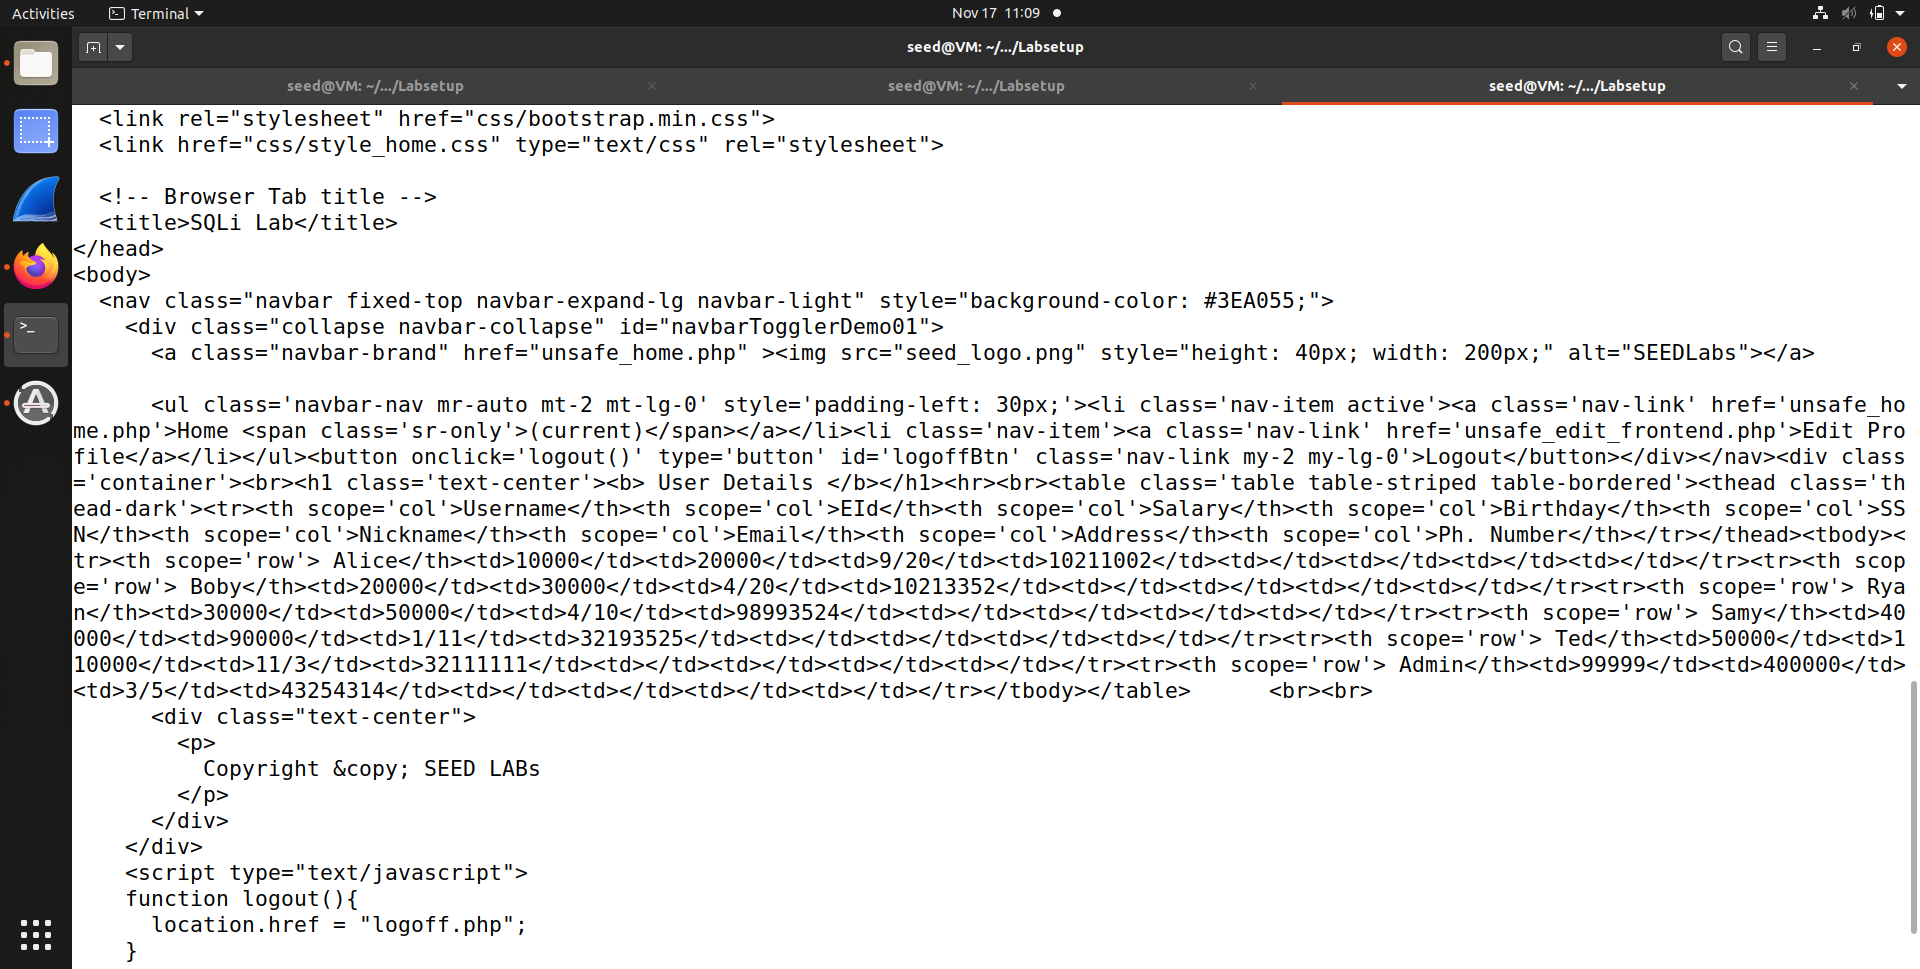 Activities
Terminal
Nov 17 11:09
seed@VM: ~/.../Labsetup
seed@VM: ~/.../Labsetup
seed@VM: ~/.../Labsetup
seed@VM: ~/.../Labsetup
  <link rel="stylesheet" href="css/bootstrap.min.css">
  <link href="css/style_home.css" type="text/css" rel="stylesheet">

  <!-- Browser Tab title -->
  <title>SQLi Lab</title>
</head>
<body>
  <nav class="navbar fixed-top navbar-expand-lg navbar-light" style="background-color: #3EA055;">
    <div class="collapse navbar-collapse" id="navbarTogglerDemo01">
      <a class="navbar-brand" href="unsafe_home.php" ><img src="seed_logo.png" style="height: 40px; width: 200px;" alt="SEEDLabs"></a>

      <ul class='navbar-nav mr-auto mt-2 mt-lg-0' style='padding-left: 30px;'><li class='nav-item active'><a class='nav-link' href='unsafe_ho
me.php'>Home <span class='sr-only'>(current)</span></a></li><li class='nav-item'><a class='nav-link' href='unsafe_edit_frontend.php'>Edit Pro
file</a></li></ul><button onclick='logout()' type='button' id='logoffBtn' class='nav-link my-2 my-lg-0'>Logout</button></div></nav><div class
='container'><br><h1 class='text-center'><b> User Details </b></h1><hr><br><table class='table table-striped table-bordered'><thead class='th
ead-dark'><tr><th scope='col'>Username</th><th scope='col'>EId</th><th scope='col'>Salary</th><th scope='col'>Birthday</th><th scope='col'>SS
N</th><th scope='col'>Nickname</th><th scope='col'>Email</th><th scope='col'>Address</th><th scope='col'>Ph. Number</th></tr></thead><tbody><
tr><th scope='row'> Alice</th><td>10000</td><td>20000</td><td>9/20</td><td>10211002</td><td></td><td></td><td></td><td></td></tr><tr><th scop
e='row'> Boby</th><td>20000</td><td>30000</td><td>4/20</td><td>10213352</td><td></td><td></td><td></td><td></td></tr><tr><th scope='row'> Rya
n</th><td>30000</td><td>50000</td><td>4/10</td><td>98993524</td><td></td><td></td><td></td><td></td></tr><tr><th scope='row'> Samy</th><td>40
000</td><td>90000</td><td>1/11</td><td>32193525</td><td></td><td></td><td></td><td></td></tr><tr><th scope='row'> Ted</th><td>50000</td><td>1
10000</td><td>11/3</td><td>32111111</td><td></td><td></td><td></td><td></td></tr><tr><th scope='row'> Admin</th><td>99999</td><td>400000</td>
<td>3/5</td><td>43254314</td><td></td><td></td><td></td><td></td></tr></tbody></table>      <br><br>
      <div class="text-center">
        <p>
          Copyright &copy; SEED LABs
        </p>
      </div>
    </div>
    <script type="text/javascript">
    function logout(){
      location.href = "logoff.php";
    }